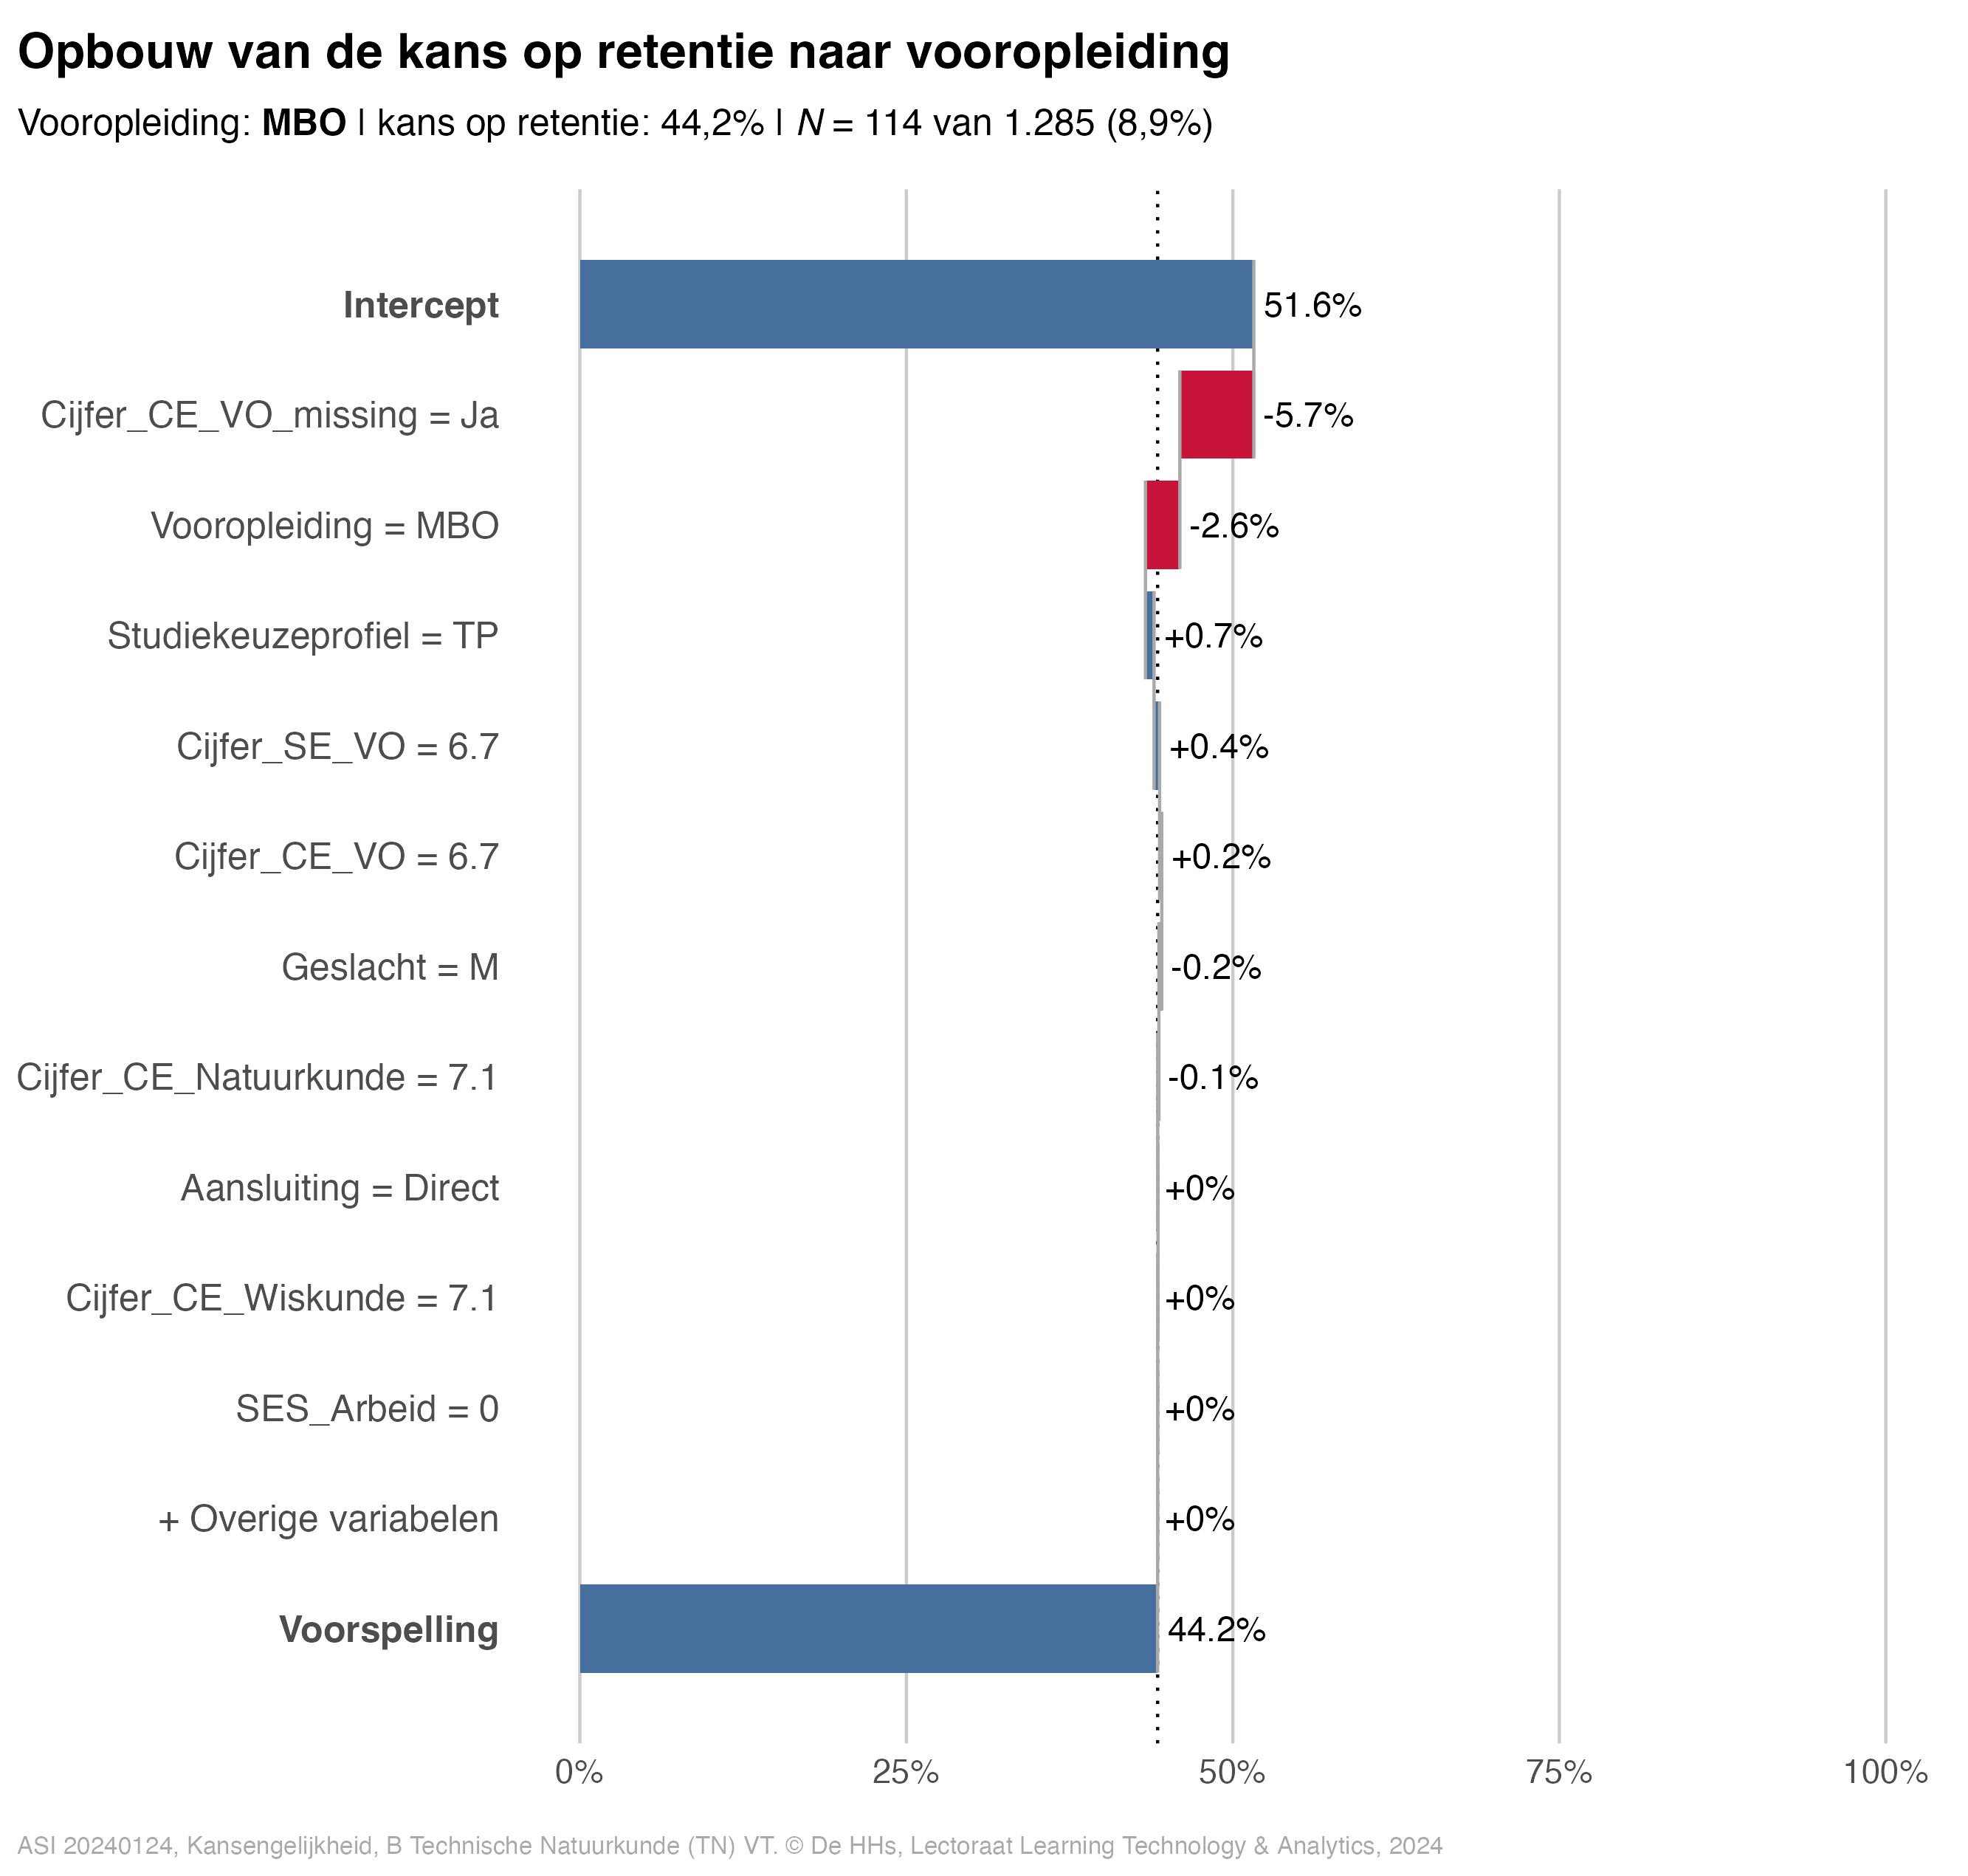 Opbouw van de kans op retentie naar vooropleiding
Vooropleiding: MBO | kans op retentie: 44,2% | N = 114 van 1.285 (8,9%)
Intercept 51.6%
Cijfer_CE_VO_missing = Ja -5.7%
Vooropleiding = MBO -2.6%
Studiekeuzeprofiel = TP +0.7%
Cijfer_SE_VO = 6.7 +0.4%
Cijfer_CE_VO = 6.7 +0.2%
Geslacht = M -0.2%
Cijfer_CE_Natuurkunde = 7.1 -0.1%
Aansluiting = Direct +0%
Cijfer_CE_Wiskunde = 7.1 +0%
SES_Arbeid = 0 +0%
+ Overige variabelen +0%
Voorspelling 44.2%
0% 25% 50% 75% 100%
ASI 20240124, Kansengelijkheid, B Technische Natuurkunde (TN) VT. © De HHs, Lectoraat Learning Technology & Analytics, 2024